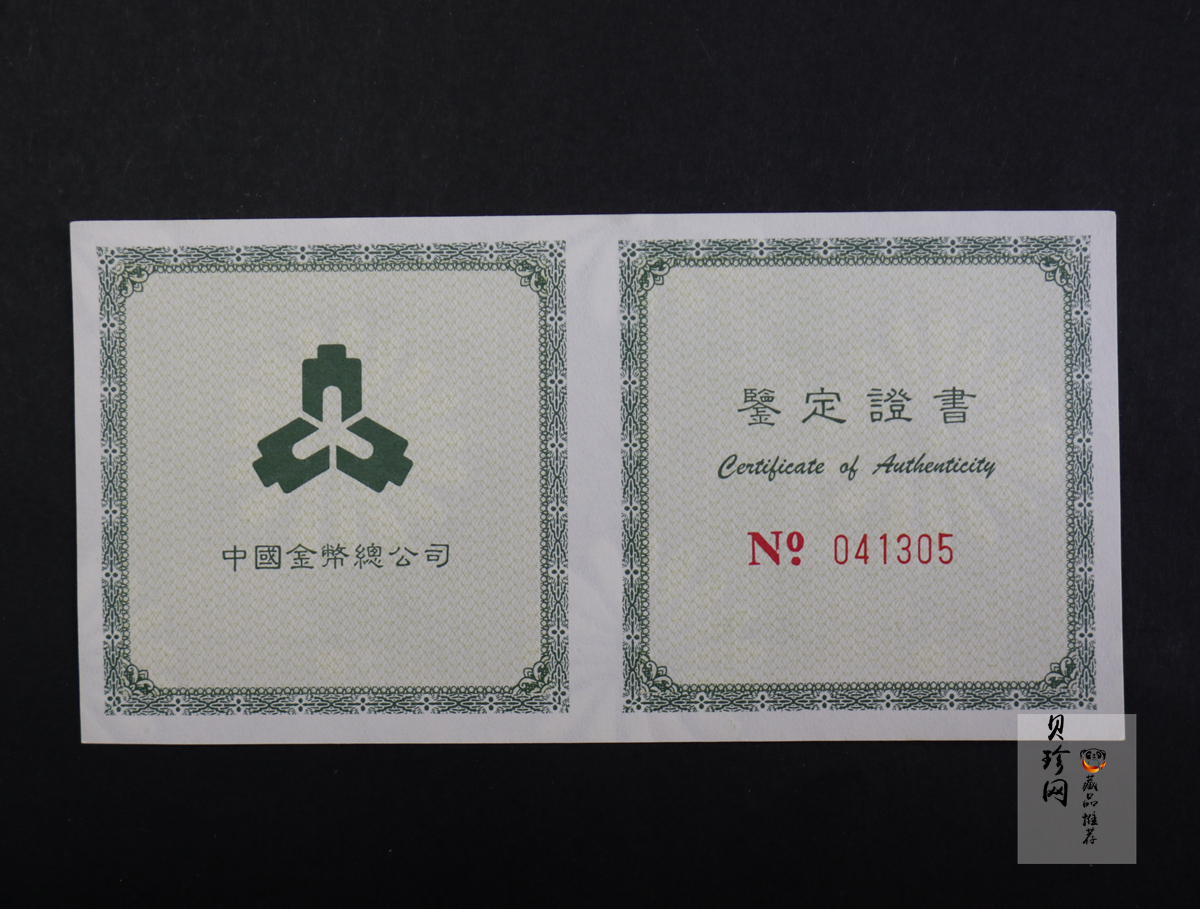 中國金幣總公司
鑒定證書
Certificate of Authenticity
Nº 041305
贝珍网
藏品推荐